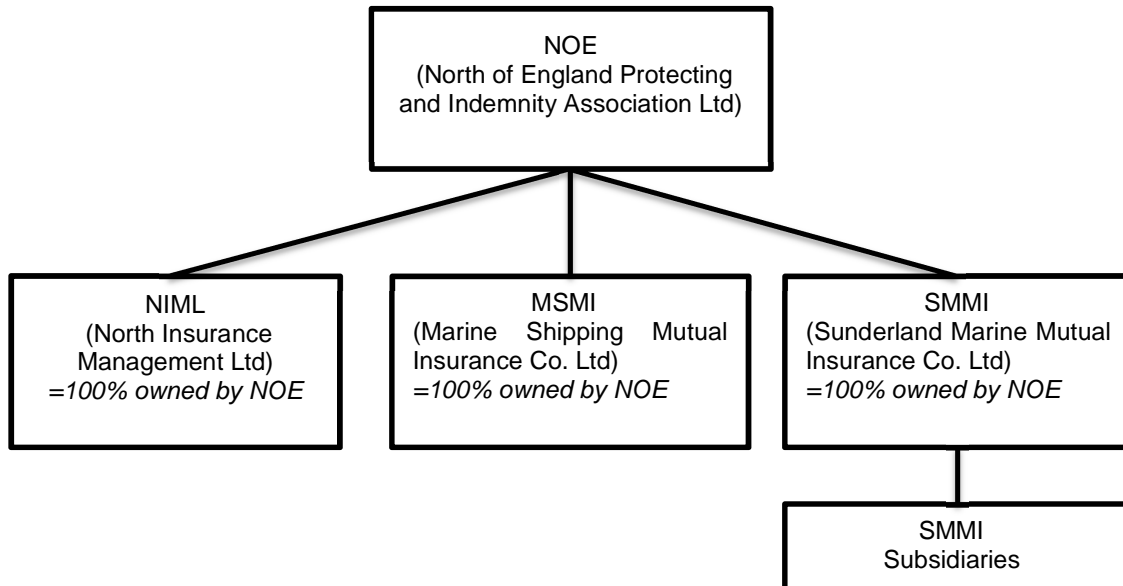 NOE
(North of England Protecting
and Indemnity Association Ltd)
NIML
(North Insurance
Management Ltd)
=100% owned by NOE
MSMI
(Marine Shipping Mutual
Insurance Co. Ltd)
=100% owned by NOE
SMMI
(Sunderland Marine Mutual
Insurance Co. Ltd)
=100% owned by NOE
SMMI
Subsidiaries